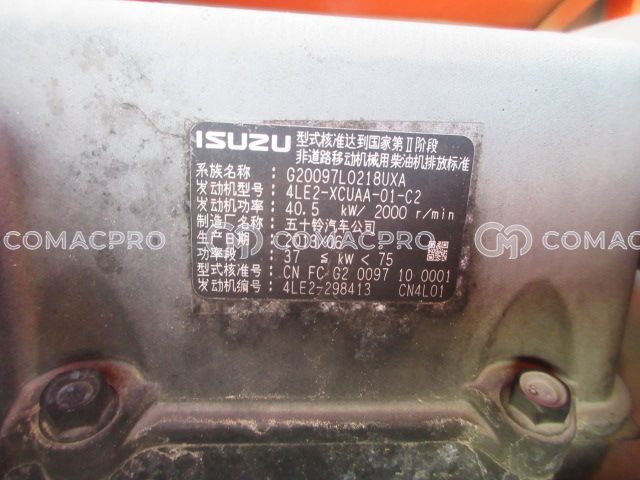 ISUZU 型式核准达到国家第Ⅱ阶段
非道路移动机械用柴油机排放标准
系族名称: G20097L0218UXA
发动机型号: 4LE2-XCUAA-01-C2
发动机功率: 40.5 kW/ 2000 r/min
制造厂名: 五十铃汽车公司
生产日期: 2013/06
功率段: 37 ≤ kW < 75
型式核准号: CN FC G2 0097 10 0001
发动机编号: 4LE2-298413 CN4L01
COMACPRO
COMACPRO
COMACPRO